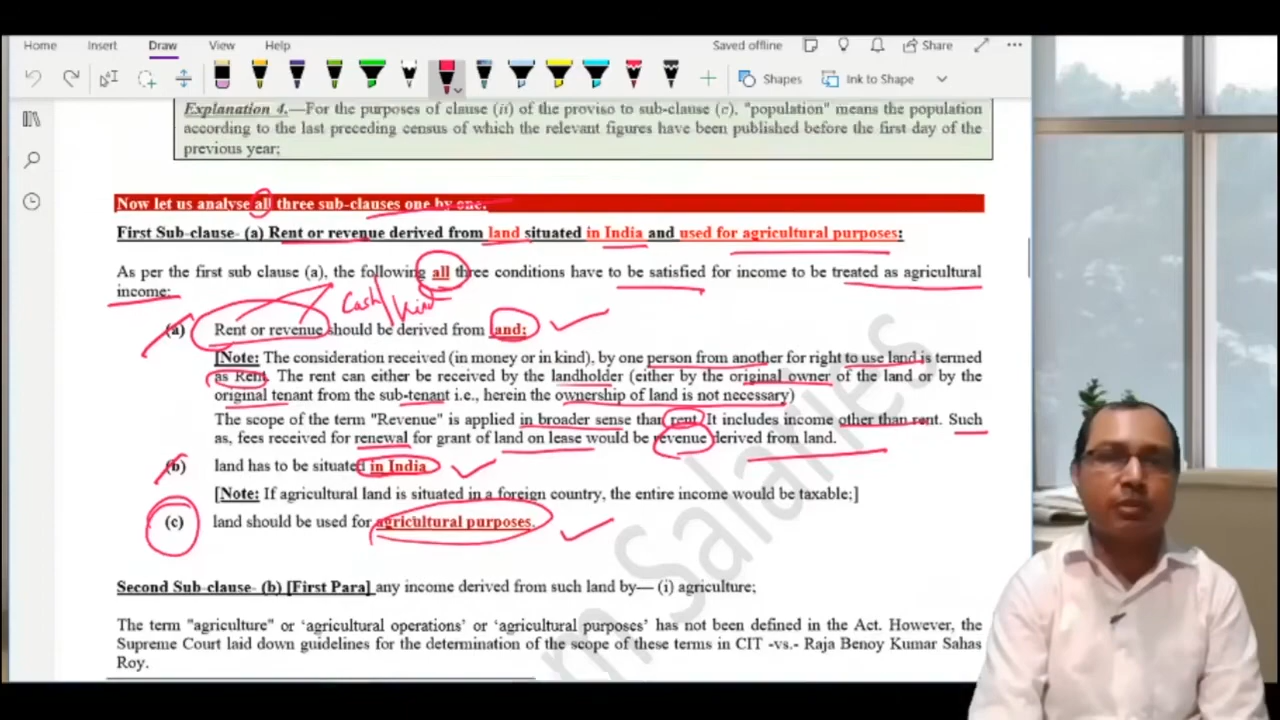 Home Insert Draw View Help Saved offline Share
Shapes Ink to Shape
Explanation 4.—For the purposes of clause (ii) of the proviso to sub-clause (c), "population" means the population
according to the last preceding census of which the relevant figures have been published before the first day of the
previous year;
Now let us analyse all three sub-clauses one by one.
First Sub-clause- (a) Rent or revenue derived from land situated in India and used for agricultural purposes:
As per the first sub clause (a), the following all three conditions have to be satisfied for income to be treated as agricultural
income:
Cash/Kind
(a) Rent or revenue should be derived from land;
[Note: The consideration received (in money or in kind), by one person from another for right to use land is termed
as Rent. The rent can either be received by the landholder (either by the original owner of the land or by the
original tenant from the sub-tenant i.e., herein the ownership of land is not necessary)
The scope of the term "Revenue" is applied in broader sense than rent. It includes income other than rent. Such
as, fees received for renewal for grant of land on lease would be revenue derived from land.
(b) land has to be situated in India
[Note: If agricultural land is situated in a foreign country, the entire income would be taxable;]
(c) land should be used for agricultural purposes.
Second Sub-clause- (b) [First Para] any income derived from such land by— (i) agriculture;
The term "agriculture" or 'agricultural operations' or 'agricultural purposes' has not been defined in the Act. However, the
Supreme Court laid down guidelines for the determination of the scope of these terms in CIT -vs.- Raja Benoy Kumar Sahas
Roy.
m Salaries